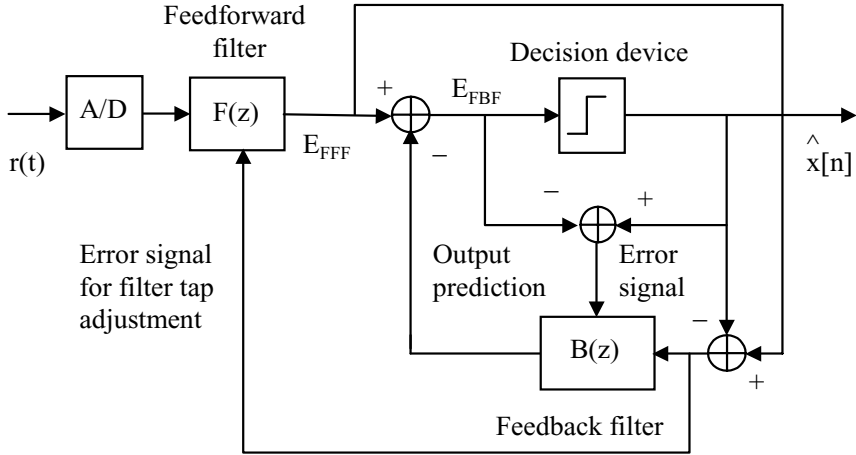 Feedforward
filter
Decision device
A/D
F(z)
+
E_FBF
E_FFF
−
r(t)
^
x[n]
−
+
Error signal
for filter tap
adjustment
Output
prediction
Error
signal
−
B(z)
+
Feedback filter